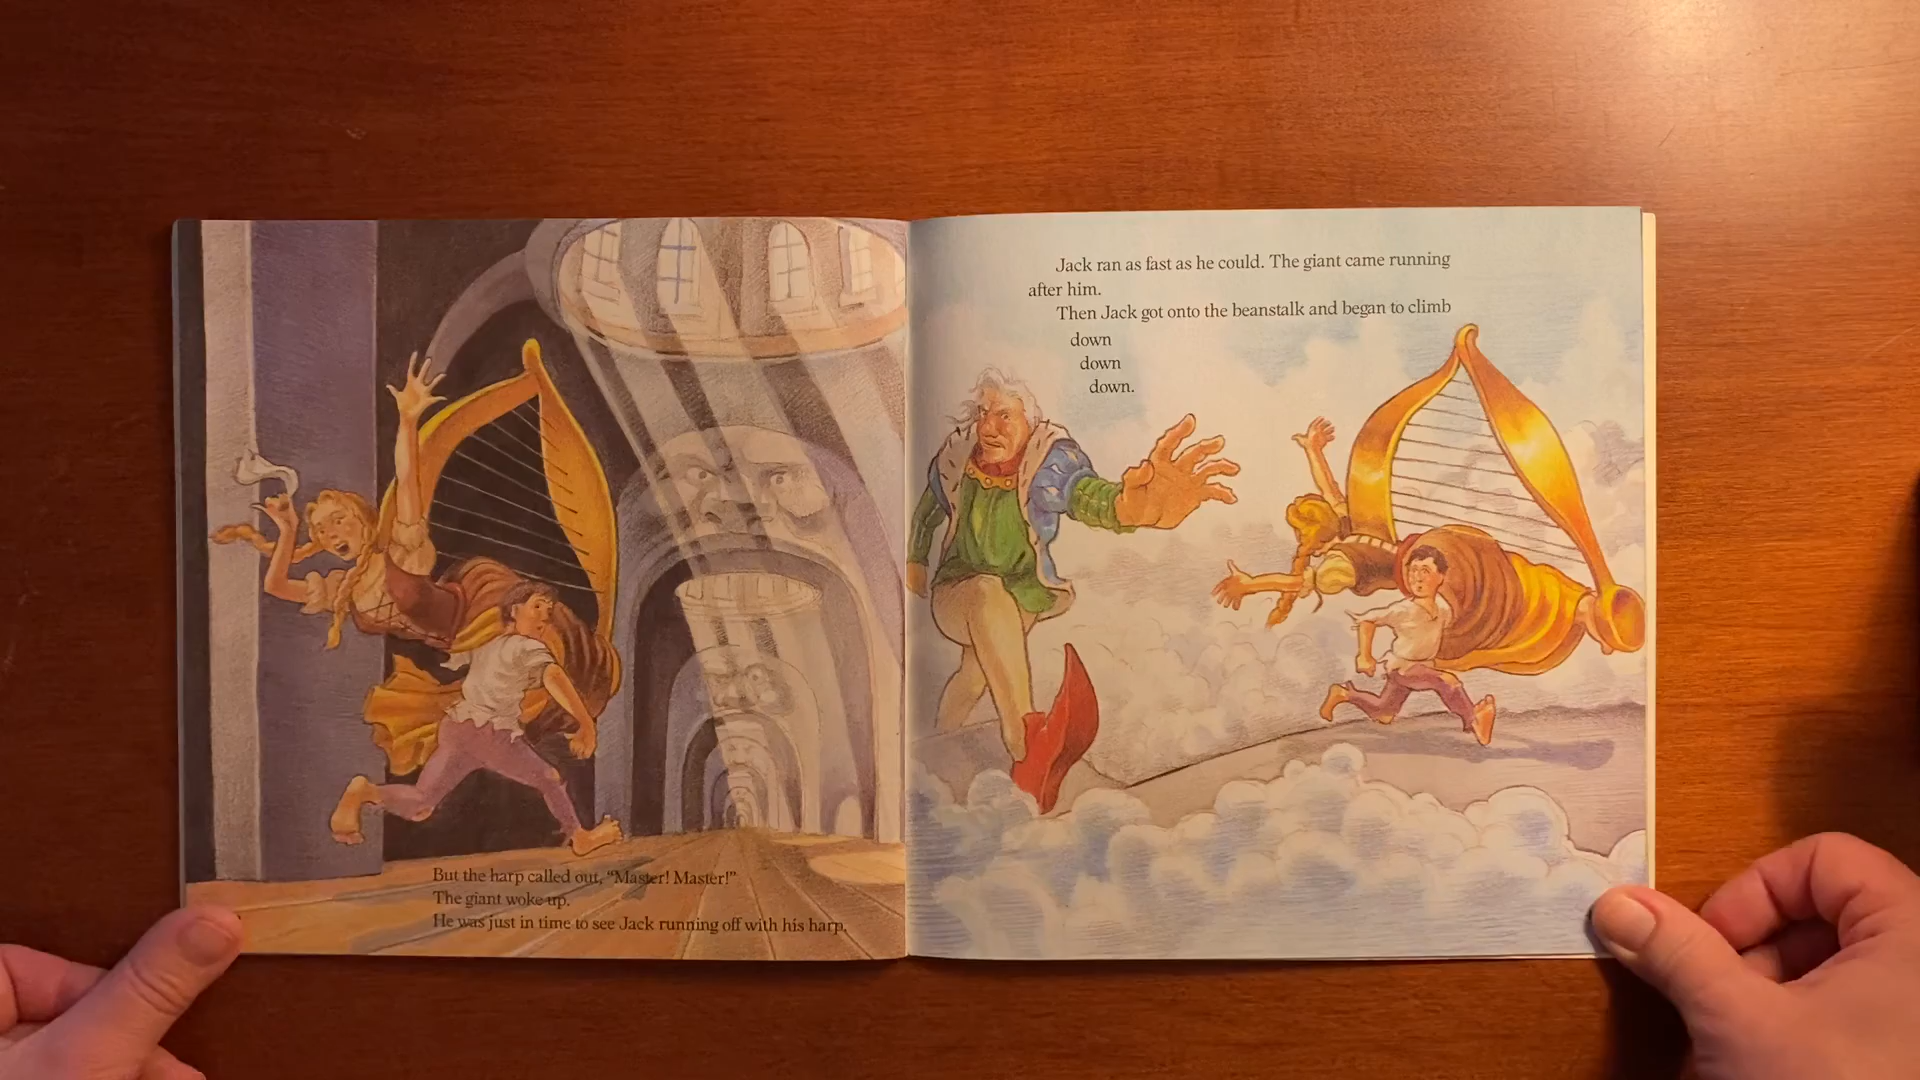 But the harp called out, “Master! Master!”
The giant woke up.
He was just in time to see Jack running off with his harp.
Jack ran as fast as he could. The giant came running
after him.
Then Jack got onto the beanstalk and began to climb
down
down
down.